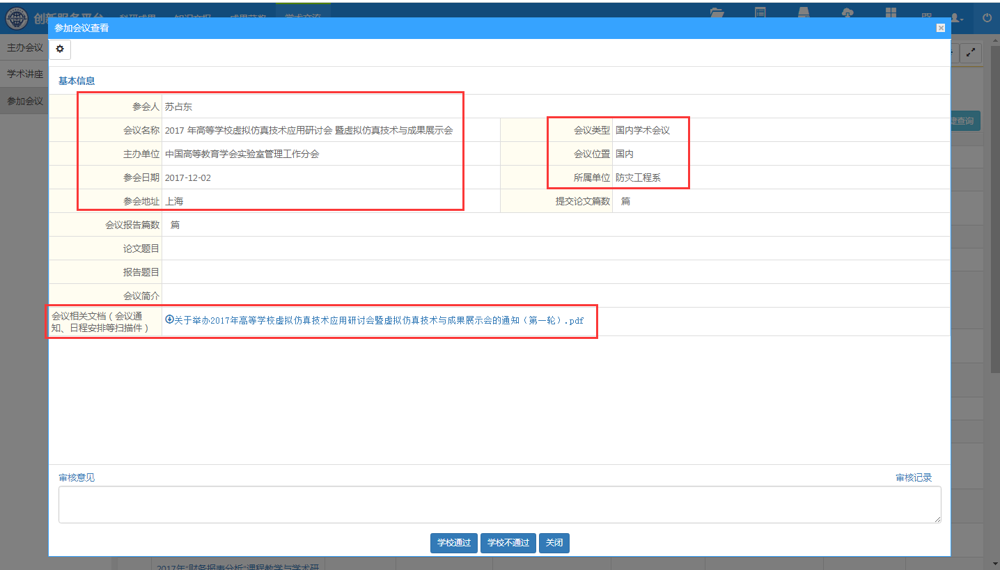 创新服务平台 科研成果 知识产权 成果获奖 学术交流
参加会议查看
主办会议
学术讲座
参加会议
捷查询
基本信息
参会人 苏占东
会议名称 2017 年高等学校虚拟仿真技术应用研讨会 暨虚拟仿真技术与成果展示会 会议类型 国内学术会议
主办单位 中国高等教育学会实验室管理工作分会 会议位置 国内
参会日期 2017-12-02 所属单位 防灾工程系
参会地址 上海 提交论文篇数 篇
会议报告篇数 篇
论文题目
报告题目
会议简介
会议相关文档（会议通
知、日程安排等扫描件） 关于举办2017年高等学校虚拟仿真技术应用研讨会暨虚拟仿真技术与成果展示会的通知（第一轮）.pdf
审核意见 审核记录
学校通过 学校不通过 关闭
2017年“财务报表分析”课程教学与学术研